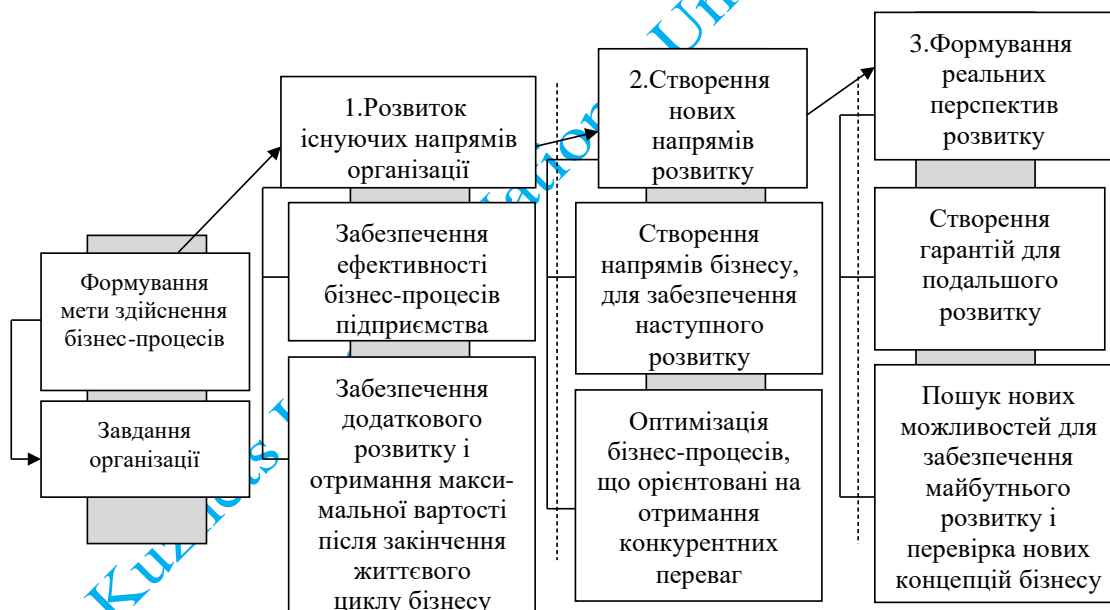 Формування
мети здійснення
бізнес-процесів
Завдання
організації
1.Розвиток
існуючих напрямів
організації
Забезпечення
ефективності
бізнес-процесів
підприємства
Забезпечення
додаткового
розвитку і
отримання макси-
мальної вартості
після закінчення
життєвого
циклу бізнесу
2.Створення
нових
напрямів
розвитку
Створення
напрямів бізнесу,
для забезпечення
наступного
розвитку
Оптимізація
бізнес-процесів,
що орієнтовані на
отримання
конкурентних
переваг
3.Формування
реальних
перспектив
розвитку
Створення
гарантій для
подальшого
розвитку
Пошук нових
можливостей для
забезпечення
майбутнього
розвитку і
перевірка нових
концепцій бізнесу